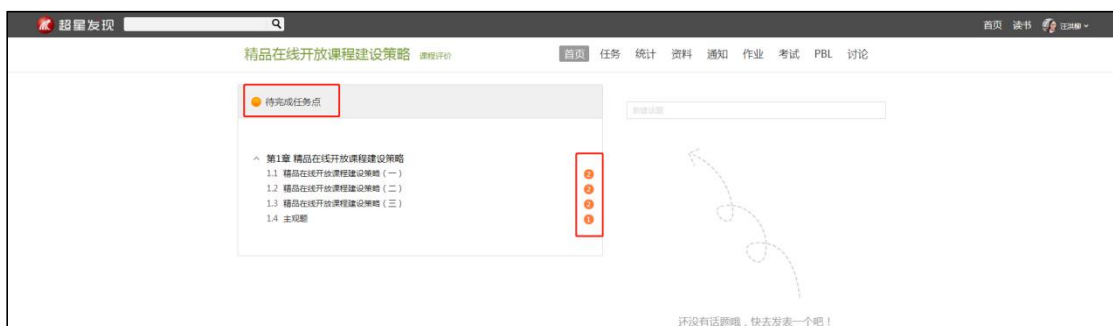 超星发现
首页 读书
精品在线开放课程建设策略 课程评价
首页 任务 统计 资料 通知 作业 考试 PBL 讨论
待完成任务点
第1章 精品在线开放课程建设策略
1.1 精品在线开放课程建设策略（一） 2
1.2 精品在线开放课程建设策略（二） 2
1.3 精品在线开放课程建设策略（三） 2
1.4 主观题 1
还没有话题哦，快去发表一个吧！